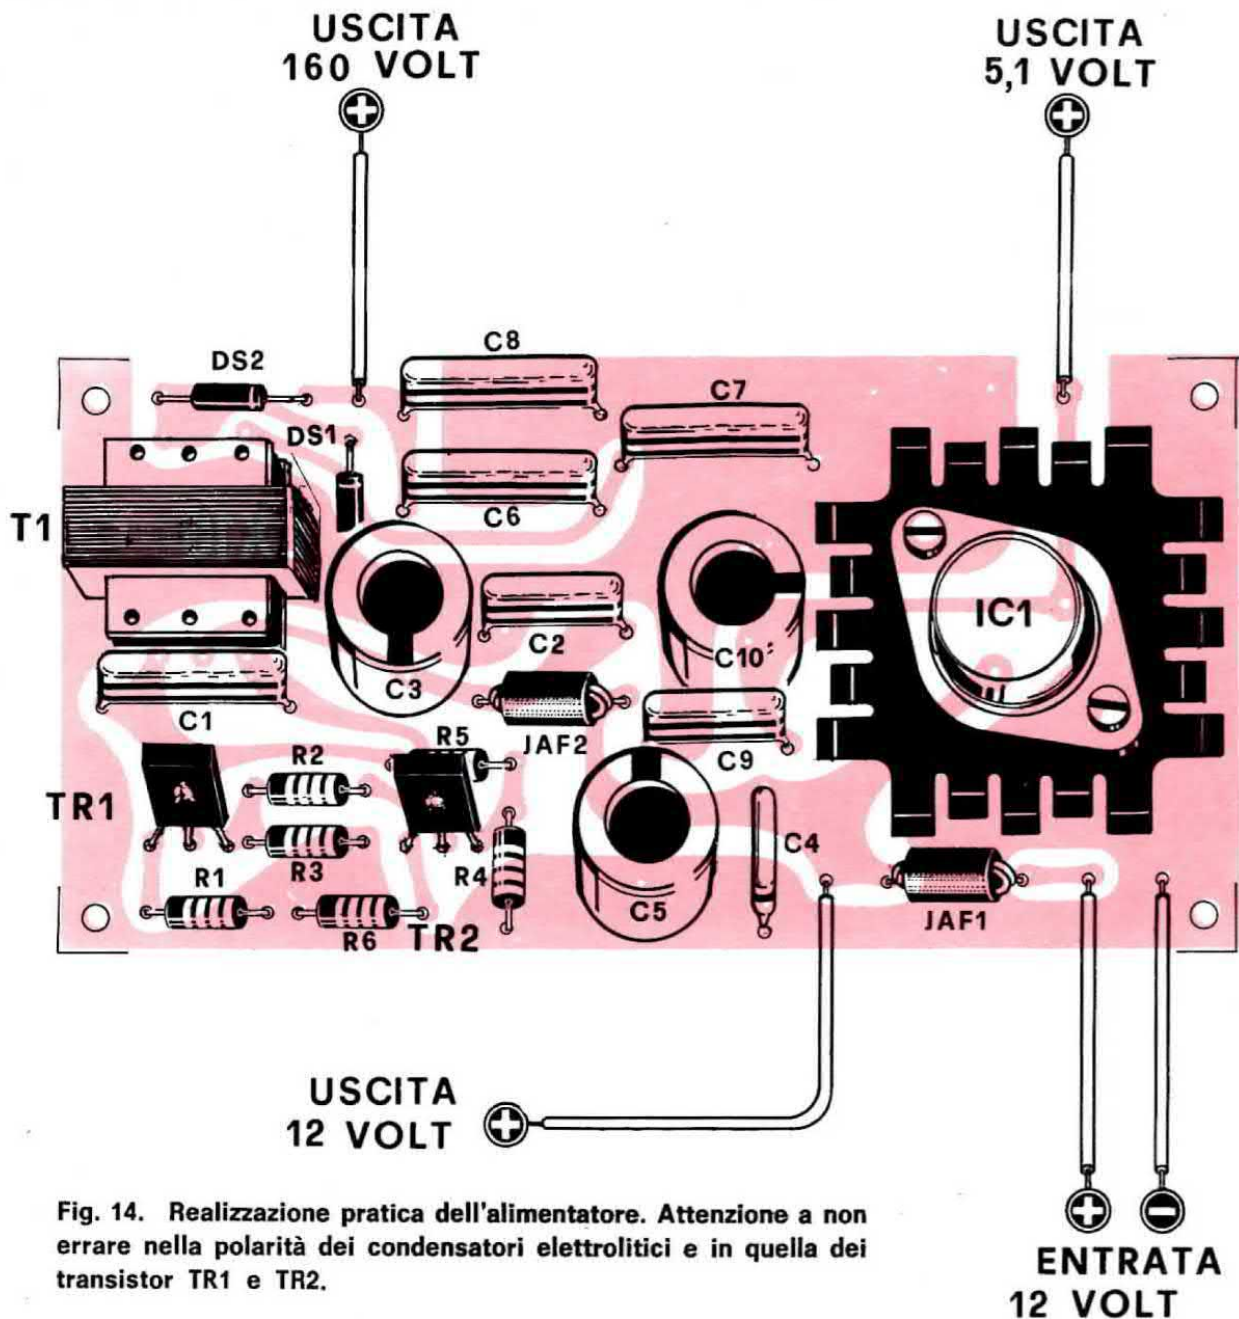 USCITA
160 VOLT
USCITA
5,1 VOLT
DS2
C8
C7
DS1
T1
C6
IC1
C2
C10
C3
C1
JAF2
R5
C9
R2
TR1
C4
R1
R3
R4
C5
R6
TR2
JAF1
USCITA
12 VOLT
Fig. 14. Realizzazione pratica dell'alimentatore. Attenzione a non
errare nella polarità dei condensatori elettrolitici e in quella dei
transistor TR1 e TR2.
ENTRATA
12 VOLT